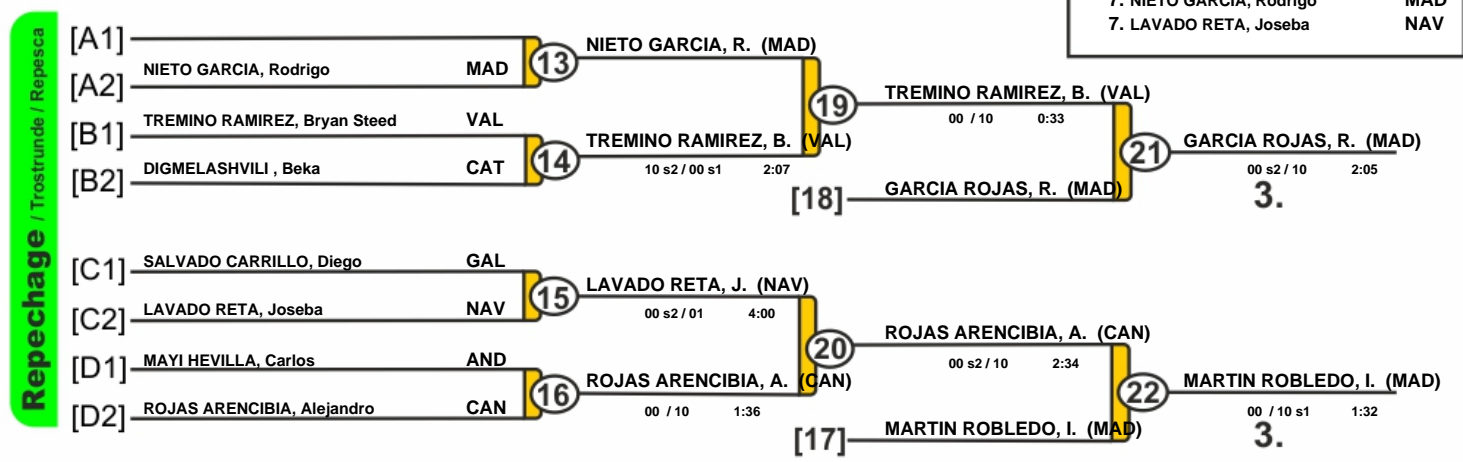 7. NIETO GARCIA, Rodrigo MAD
7. LAVADO RETA, Joseba NAV
Repechage / Trostrunde / Repesca
[A1]
NIETO GARCIA, Rodrigo MAD
[A2]
13
NIETO GARCIA, R. (MAD)
[B1]
TREMINO RAMIREZ, Bryan Steed VAL
[B2]
DIGMELASHVILI , Beka CAT
14
TREMINO RAMIREZ, B. (VAL)
10 s2 / 00 s1 2:07
19
TREMINO RAMIREZ, B. (VAL)
00 / 10 0:33
[18]
GARCIA ROJAS, R. (MAD)
21
GARCIA ROJAS, R. (MAD)
00 s2 / 10 2:05
3.
[C1]
SALVADO CARRILLO, Diego GAL
[C2]
LAVADO RETA, Joseba NAV
15
LAVADO RETA, J. (NAV)
00 s2 / 01 4:00
[D1]
MAYI HEVILLA, Carlos AND
[D2]
ROJAS ARENCIBIA, Alejandro CAN
16
ROJAS ARENCIBIA, A. (CAN)
00 / 10 1:36
20
ROJAS ARENCIBIA, A. (CAN)
00 s2 / 10 2:34
[17]
MARTIN ROBLEDO, I. (MAD)
22
MARTIN ROBLEDO, I. (MAD)
00 / 10 s1 1:32
3.